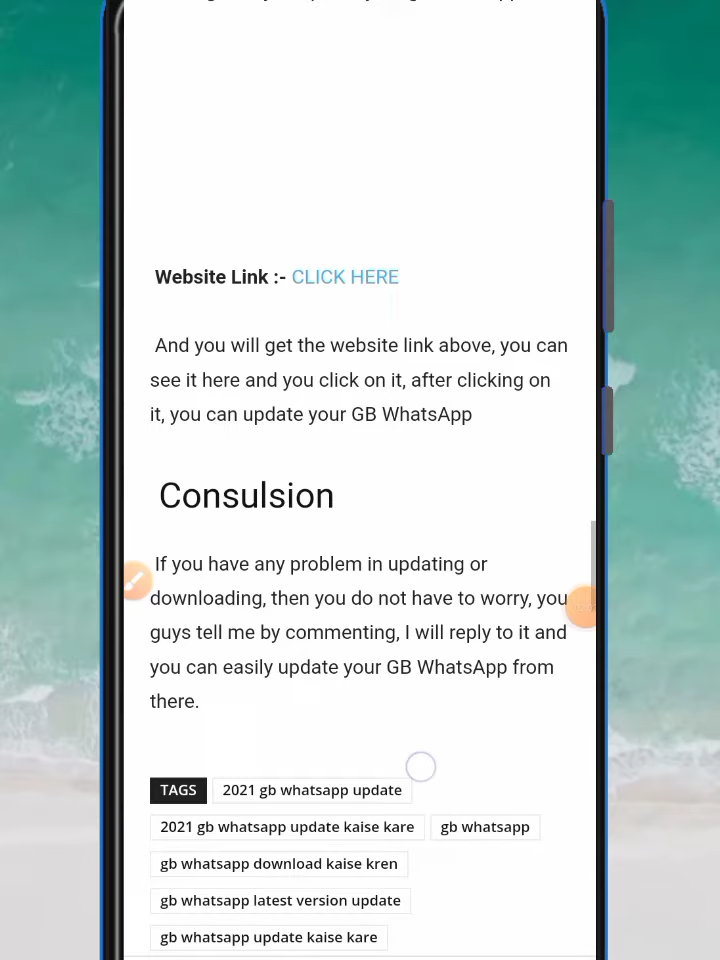 Website Link :- CLICK HERE
And you will get the website link above, you can
see it here and you click on it, after clicking on
it, you can update your GB WhatsApp
Consulsion
If you have any problem in updating or
downloading, then you do not have to worry, you
guys tell me by commenting, I will reply to it and
you can easily update your GB WhatsApp from
there.
TAGS 2021 gb whatsapp update
2021 gb whatsapp update kaise kare gb whatsapp
gb whatsapp download kaise kren
gb whatsapp latest version update
gb whatsapp update kaise kare